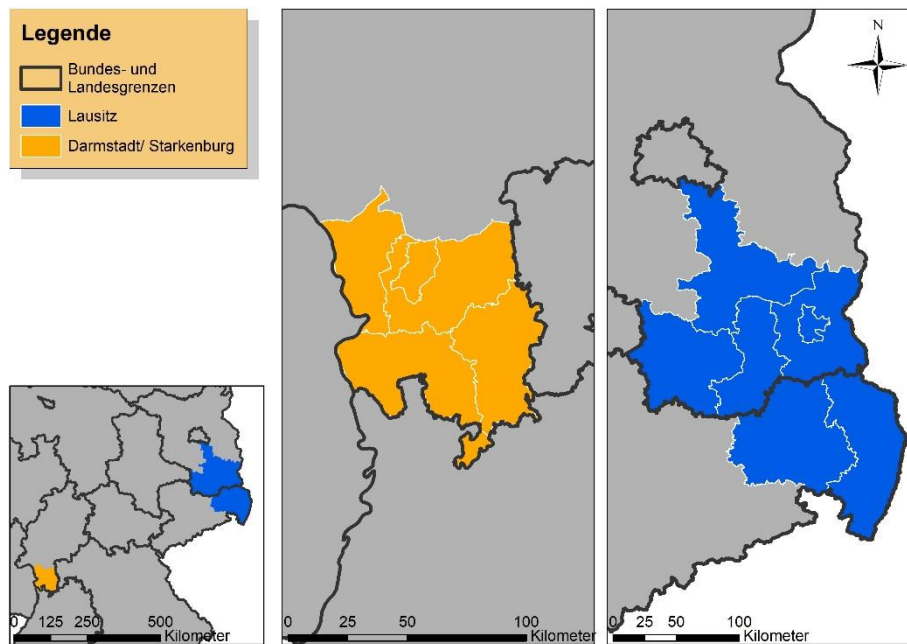 Legende
Bundes- und
Landesgrenzen
Lausitz
Darmstadt/ Starkenburg
N
0 125 250 500
Kilometer
0 25 50 100
Kilometer
0 25 50 100
Kilometer